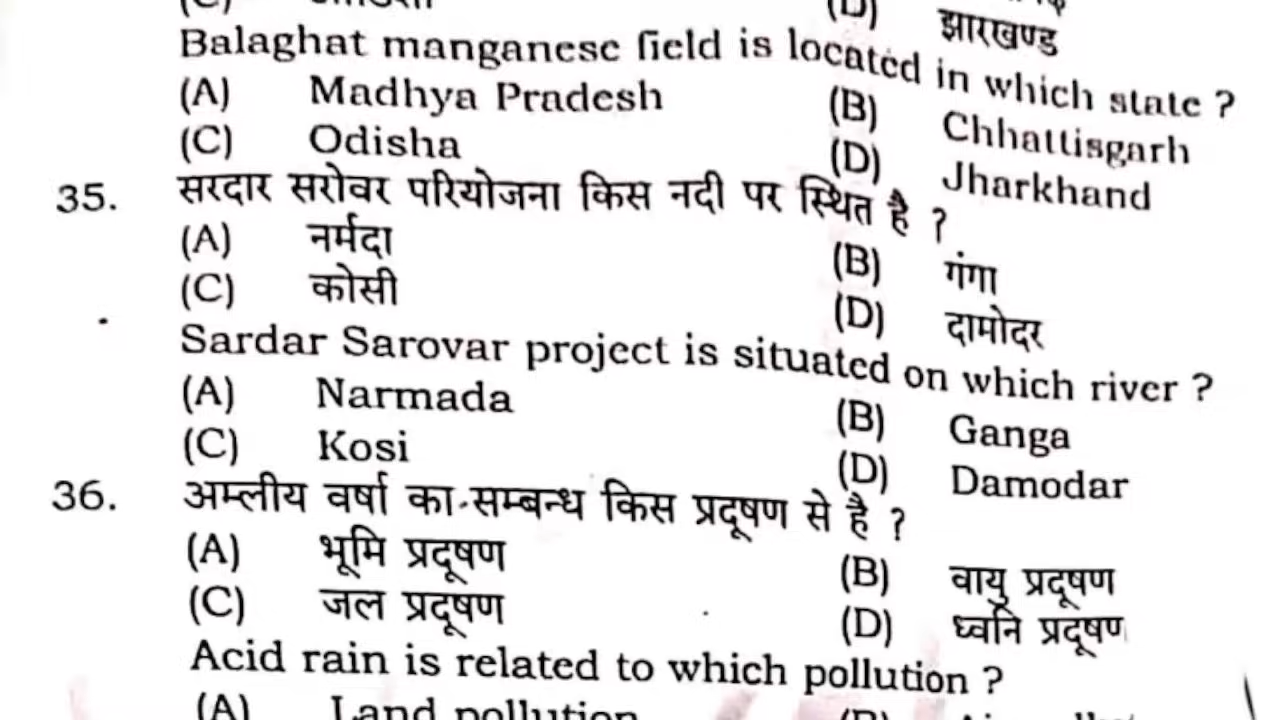 (C) ओडिशा (D) झारखण्ड
Balaghat manganese field is located in which state ?
(A) Madhya Pradesh (B) Chhattisgarh
(C) Odisha (D) Jharkhand
35. सरदार सरोवर परियोजना किस नदी पर स्थित है ?
(A) नर्मदा (B) गंगा
(C) कोसी (D) दामोदर
Sardar Sarovar project is situated on which river ?
(A) Narmada (B) Ganga
(C) Kosi (D) Damodar
36. अम्लीय वर्षा का सम्बन्ध किस प्रदूषण से है ?
(A) भूमि प्रदूषण (B) वायु प्रदूषण
(C) जल प्रदूषण (D) ध्वनि प्रदूषण
Acid rain is related to which pollution ?
(A) Land pollution (B)